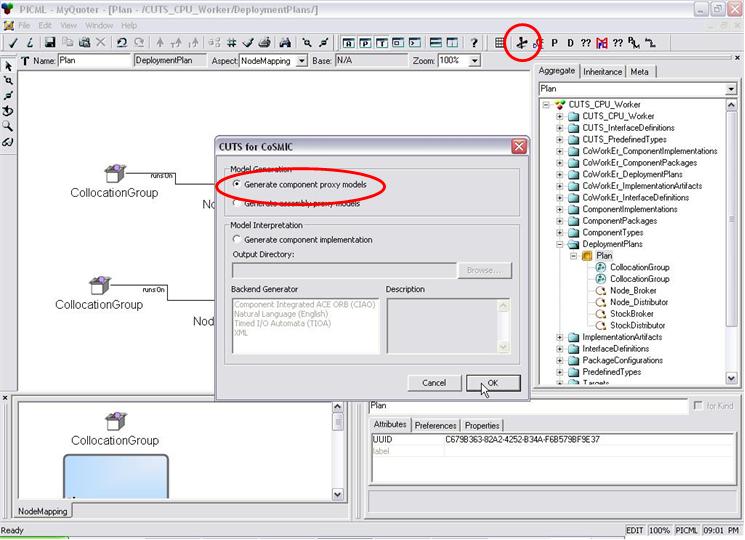 PICML - MyQuoter - [Plan - /CUTS_CPU_Worker/DeploymentPlans/]
File Edit View Window Help
P D ?? ??
Name: Plan DeploymentPlan Aspect: NodeMapping Base: N/A Zoom: 100%
Aggregate Inheritance Meta
Plan
CUTS_CPU_Worker
CUTS_CPU_Worker
CUTS_InterfaceDefinitions
CUTS_PredefinedTypes
CoWorkEr_ComponentImplementations
CoWorkEr_ComponentPackages
CoWorkEr_DeploymentPlans
CoWorkEr_ImplementationArtifacts
CoWorkEr_InterfaceDefinitions
ComponentImplementations
ComponentPackages
ComponentTypes
DeploymentPlans
Plan
CollocationGroup
CollocationGroup
Node_Broker
Node_Distributor
StockBroker
StockDistributor
ImplementationArtifacts
InterfaceDefinitions
PackageConfigurations
PredefinedTypes
Targets
runsOn
CollocationGroup
No
runsOn
CollocationGroup
Nod
CUTS for CoSMIC
Model Generation
Generate component proxy models
Generate assembly proxy models
Model Interpretation
Generate component implementation
Output Directory:
Browse...
Backend Generator
Component Integrated ACE ORB (CIAO)
Natural Language (English)
Timed I/O Automata (TIOA)
XML
Description
Cancel OK
CollocationGroup
NodeMapping
Plan for Kind
Attributes Preferences Properties
UUID C679B363-82A2-4252-B34A-F6B579BF9E37
label
Ready EDIT 100% PICML 09:01 PM